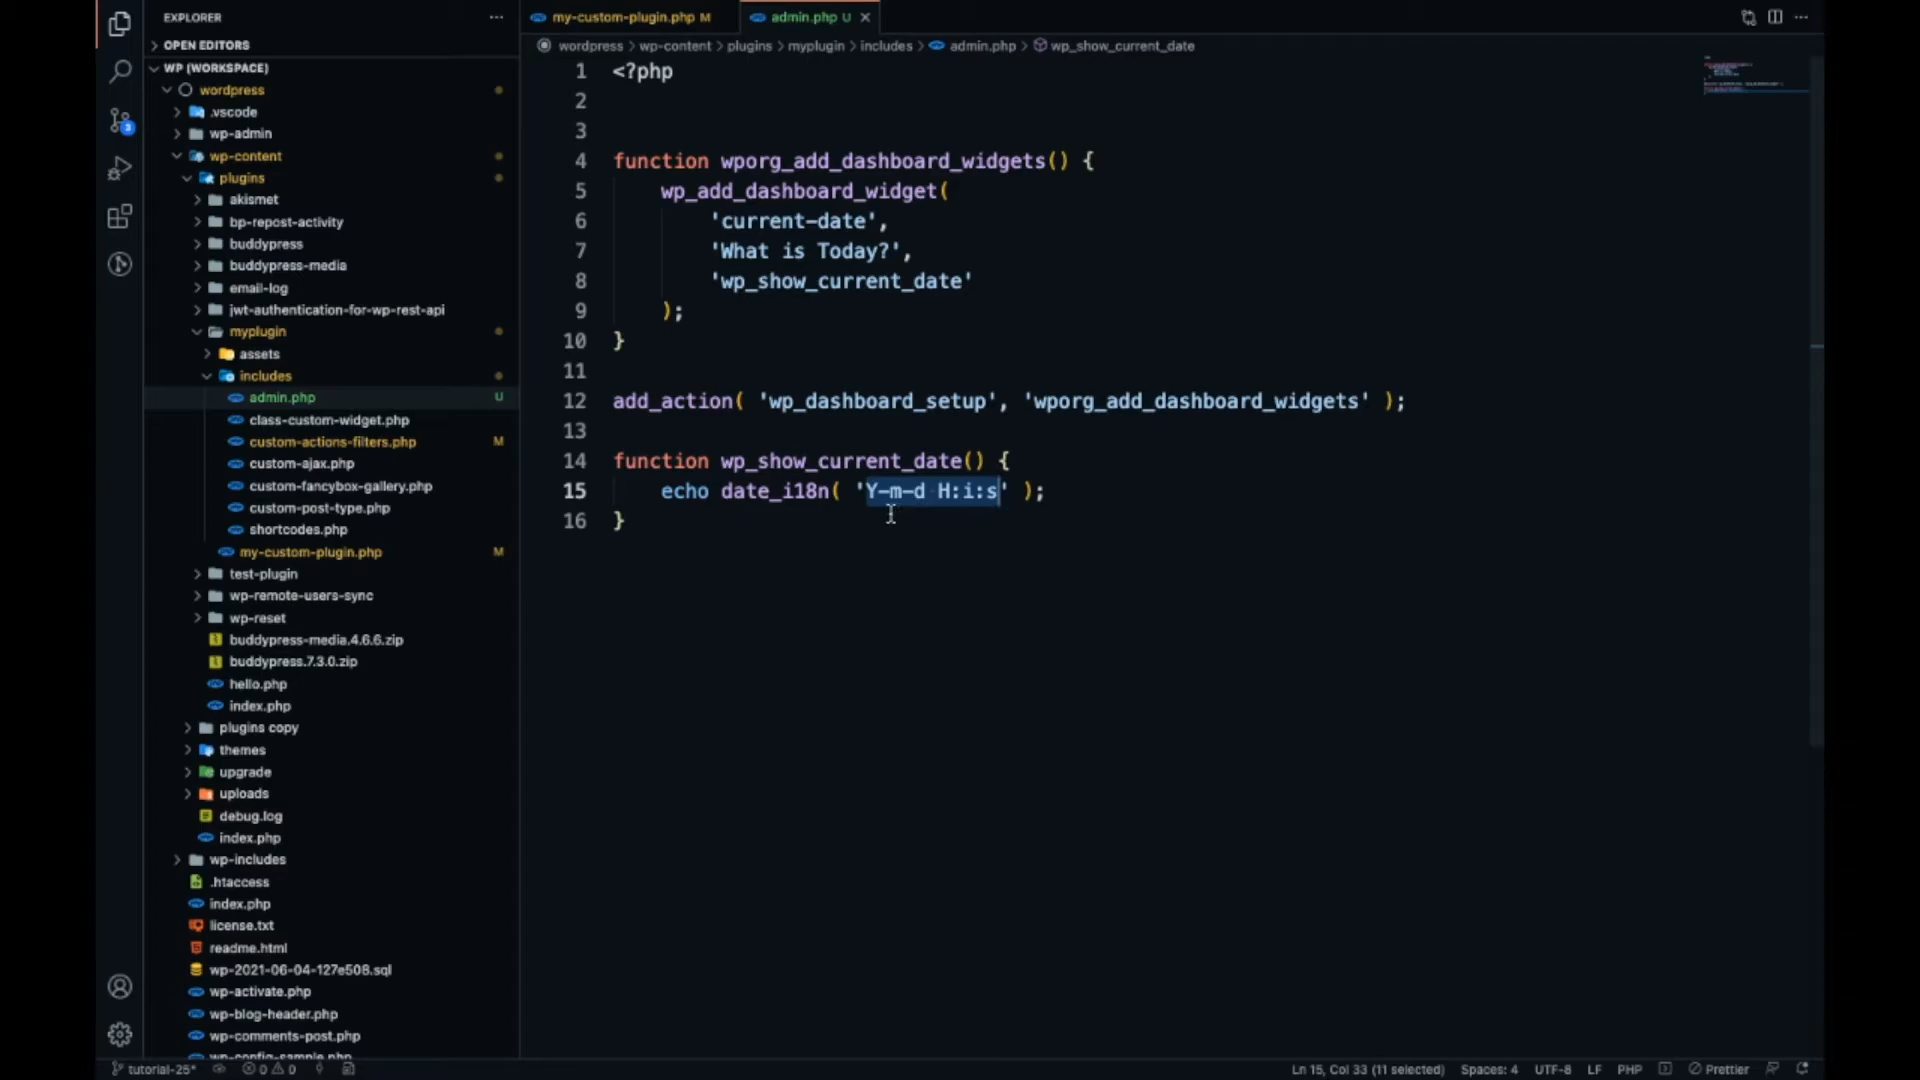 EXPLORER
OPEN EDITORS
WP (WORKSPACE)
wordpress
.vscode
wp-admin
wp-content
plugins
akismet
bp-repost-activity
buddypress
buddypress-media
email-log
jwt-authentication-for-wp-rest-api
myplugin
assets
includes
admin.php U
class-custom-widget.php
custom-actions-filters.php M
custom-ajax.php
custom-fancybox-gallery.php
custom-post-type.php
shortcodes.php
my-custom-plugin.php M
test-plugin
wp-remote-users-sync
wp-reset
buddypress-media.4.6.6.zip
buddypress.7.3.0.zip
hello.php
index.php
plugins copy
themes
upgrade
uploads
debug.log
index.php
wp-includes
.htaccess
index.php
license.txt
readme.html
wp-2021-06-04-127e508.sql
wp-activate.php
wp-blog-header.php
wp-comments-post.php
wp-config-sample.php
3
my-custom-plugin.php M
admin.php U
wordpress > wp-content > plugins > myplugin > includes > admin.php > wp_show_current_date
1 <?php
2
3
4 function wporg_add_dashboard_widgets() {
5 wp_add_dashboard_widget(
6 'current-date',
7 'What is Today?',
8 'wp_show_current_date'
9 );
10 }
11
12 add_action( 'wp_dashboard_setup', 'wporg_add_dashboard_widgets' );
13
14 function wp_show_current_date() {
15 echo date_i18n( 'Y-m-d H:i:s' );
16 }
tutorial-25* 0 0
Ln 15, Col 33 (11 selected) Spaces: 4 UTF-8 LF PHP Prettier